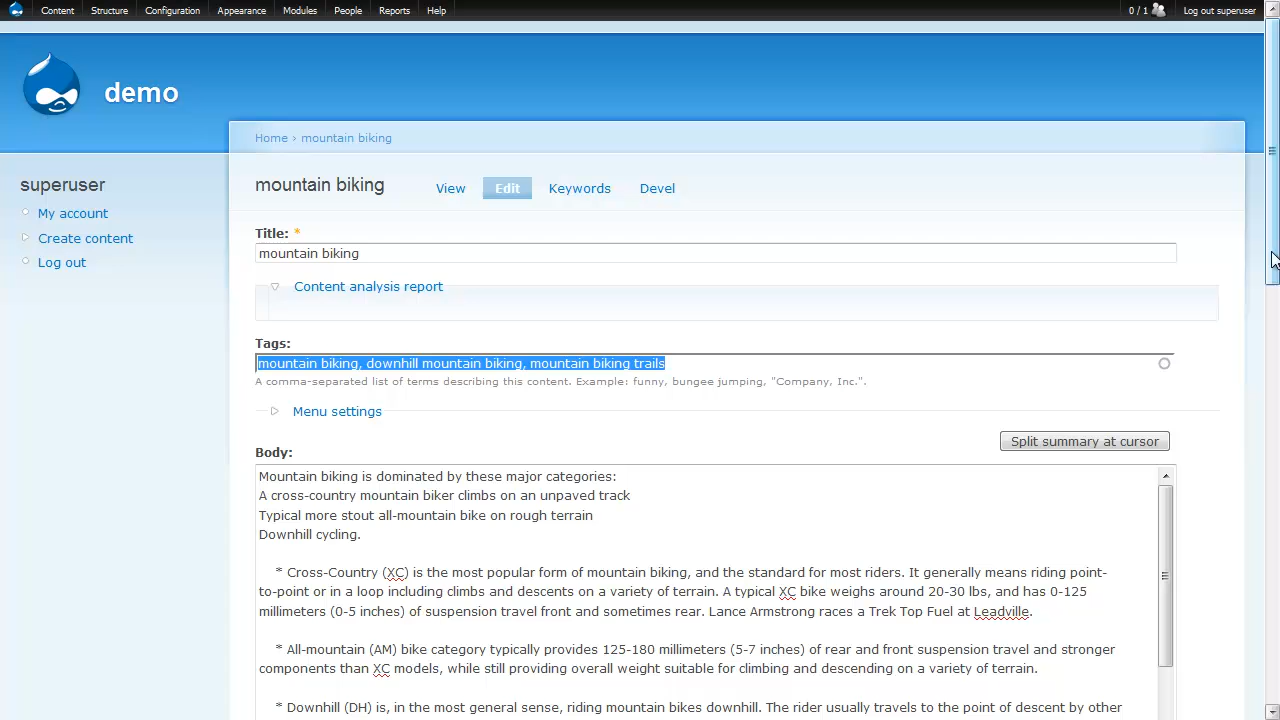 Content Structure Configuration Appearance Modules People Reports Help 0 / 1 Log out superuser
demo
Home › mountain biking
superuser
My account
Create content
Log out
mountain biking View Edit Keywords Devel
Title: *
mountain biking
Content analysis report
Tags:
mountain biking, downhill mountain biking, mountain biking trails
A comma-separated list of terms describing this content. Example: funny, bungee jumping, "Company, Inc.".
Menu settings
Split summary at cursor
Body:
Mountain biking is dominated by these major categories:
A cross-country mountain biker climbs on an unpaved track
Typical more stout all-mountain bike on rough terrain
Downhill cycling.
* Cross-Country (XC) is the most popular form of mountain biking, and the standard for most riders. It generally means riding point-
to-point or in a loop including climbs and descents on a variety of terrain. A typical XC bike weighs around 20-30 lbs, and has 0-125
millimeters (0-5 inches) of suspension travel front and sometimes rear. Lance Armstrong races a Trek Top Fuel at Leadville.
* All-mountain (AM) bike category typically provides 125-180 millimeters (5-7 inches) of rear and front suspension travel and stronger
components than XC models, while still providing overall weight suitable for climbing and descending on a variety of terrain.
* Downhill (DH) is, in the most general sense, riding mountain bikes downhill. The rider usually travels to the point of descent by other